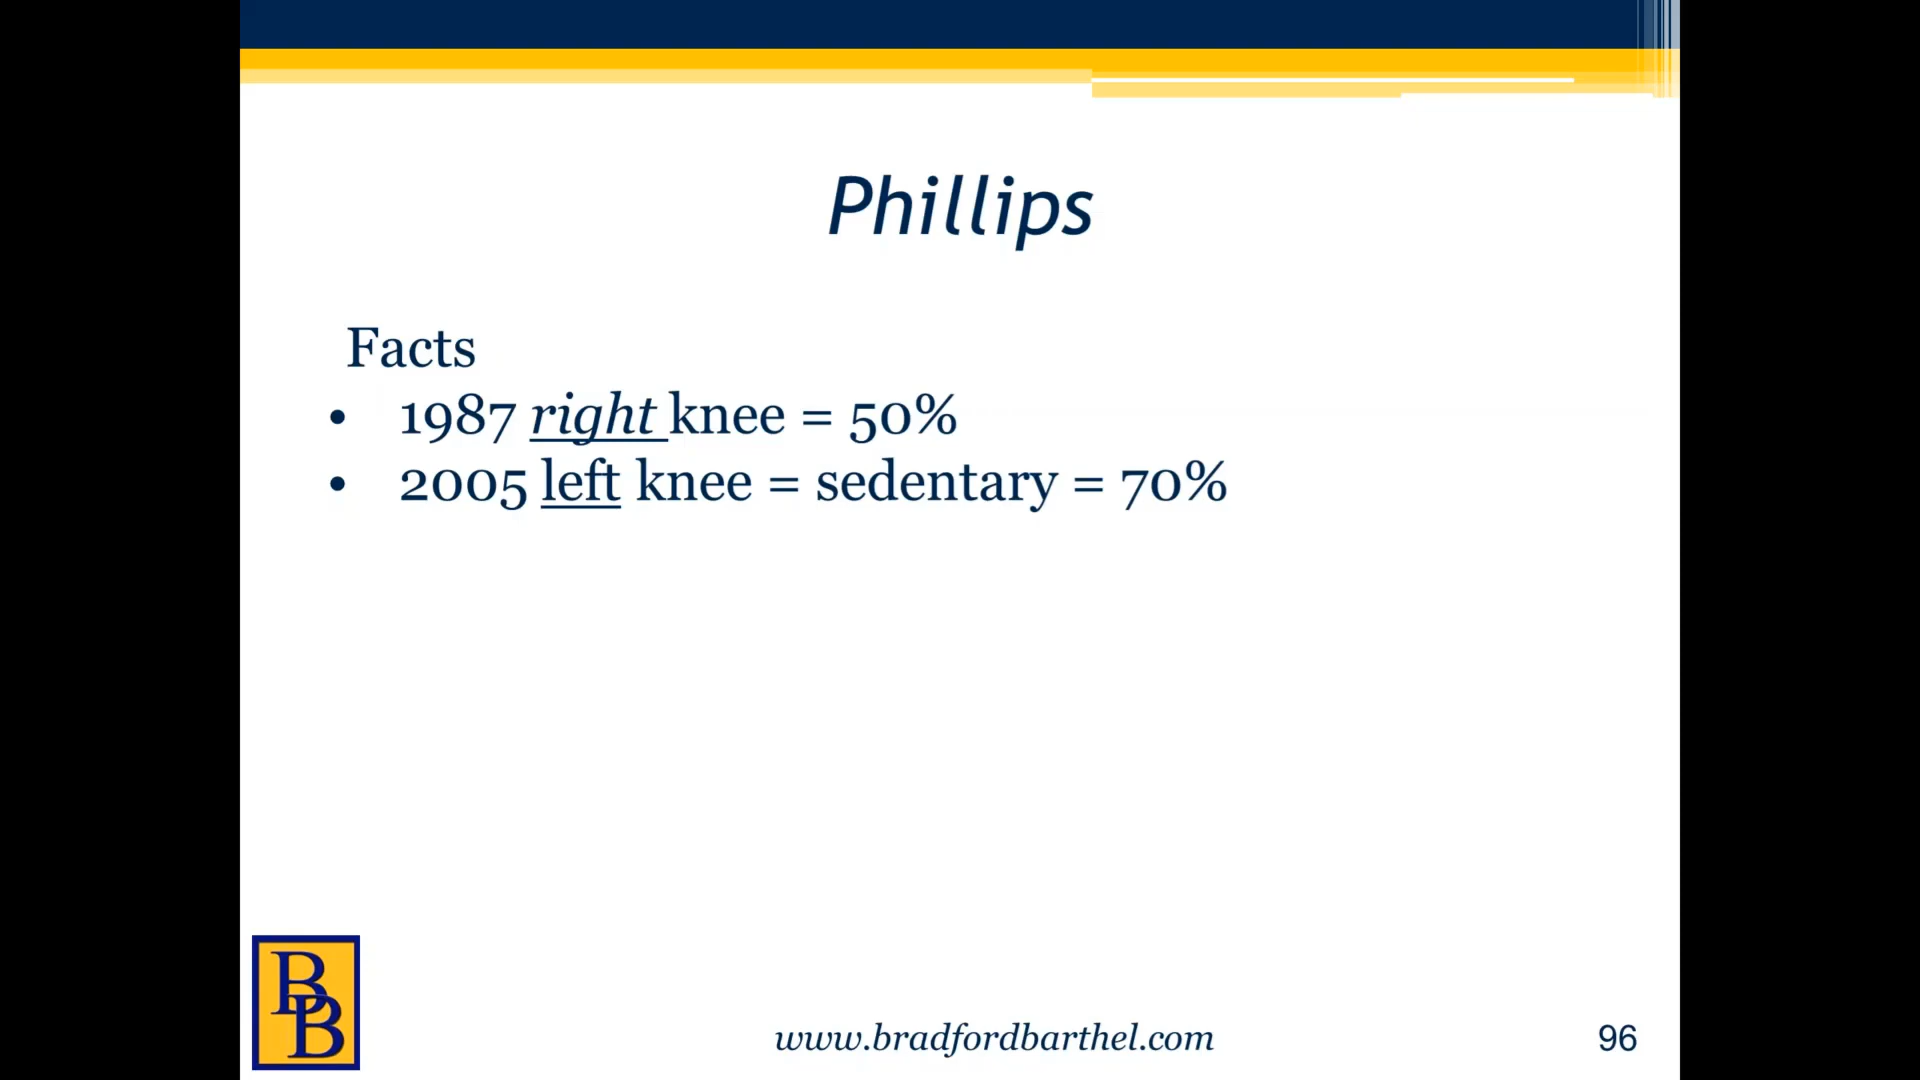 Phillips
Facts
• 1987 right knee = 50%
• 2005 left knee = sedentary = 70%
BB
www.bradfordbarthel.com
96